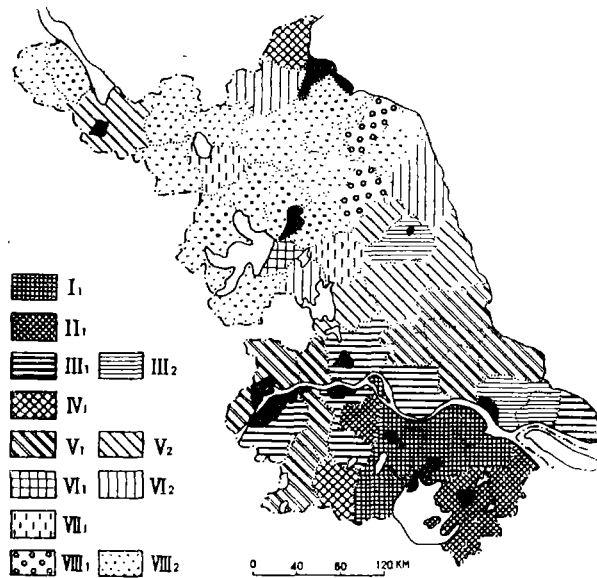 I₁
II₁
III₁ III₂
IV₁
V₁ V₂
VI₁ VI₂
VII₁
VIII₁ VIII₂
0 40 80 120 KM